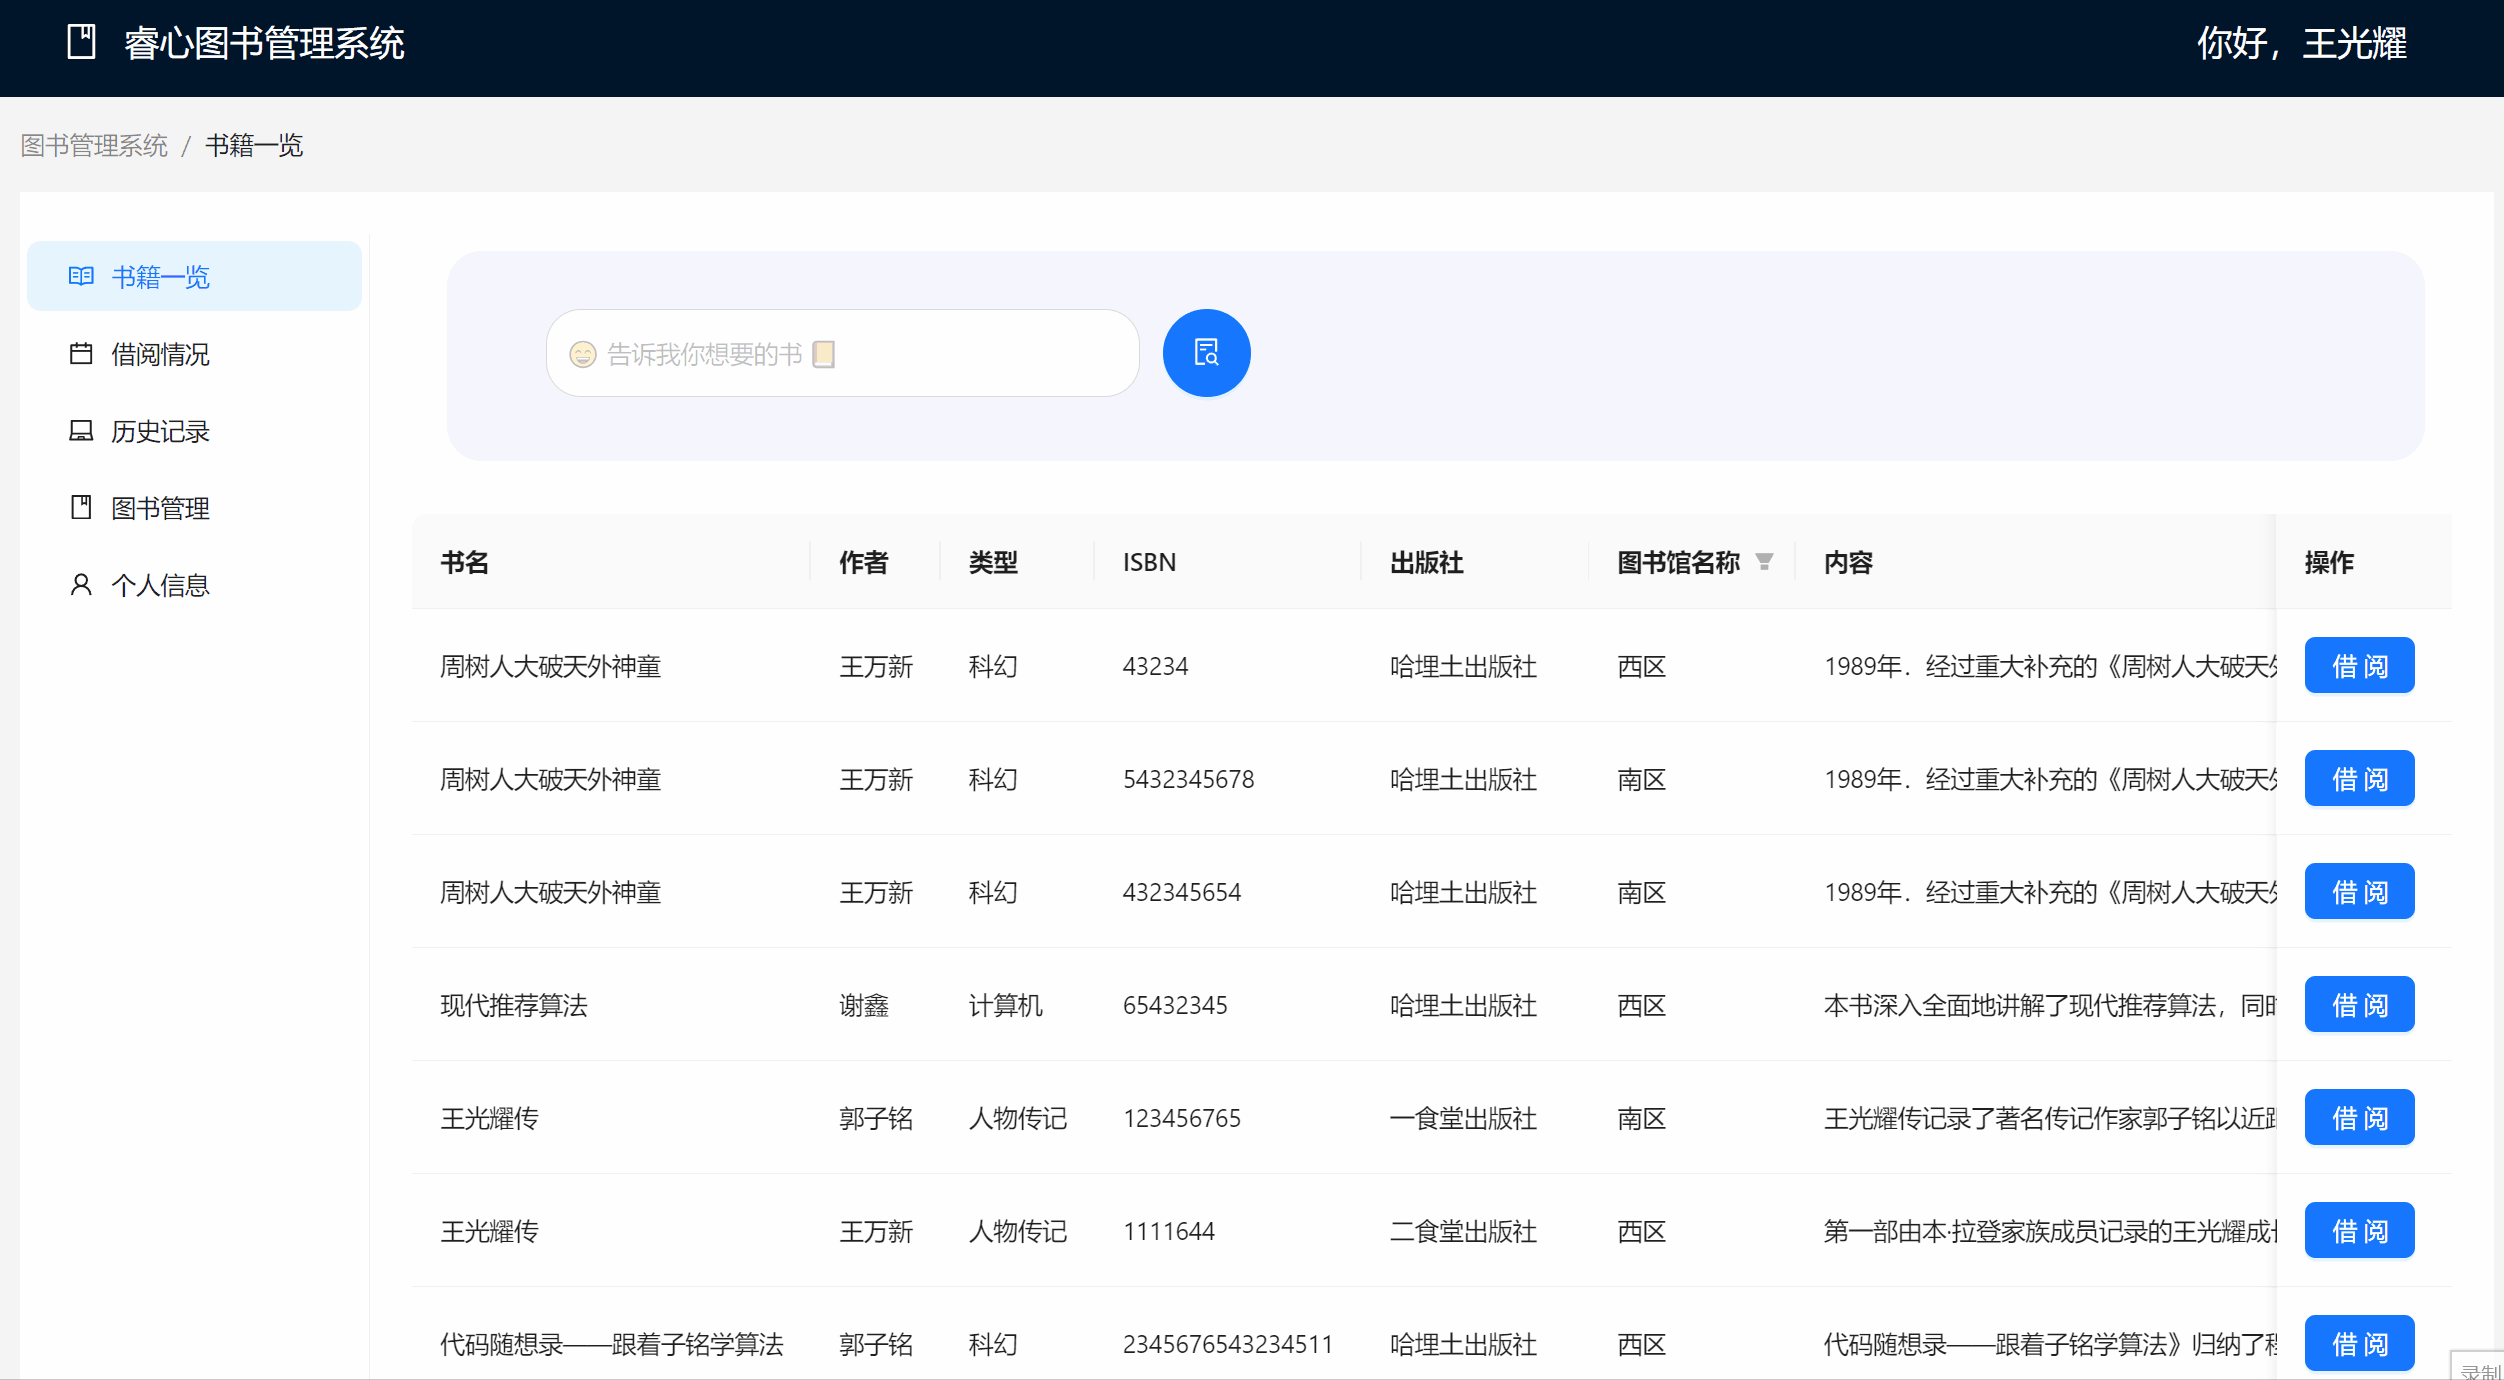 睿心图书管理系统
你好，王光耀
图书管理系统 / 书籍一览
书籍一览
借阅情况
历史记录
图书管理
个人信息
😄 告诉我你想要的书 📔
书名 作者 类型 ISBN 出版社 图书馆名称 内容 操作
周树人大破天外神童 王万新 科幻 43234 哈埋土出版社 西区 1989年．经过重大补充的《周树人大破天 借 阅
周树人大破天外神童 王万新 科幻 5432345678 哈埋土出版社 南区 1989年．经过重大补充的《周树人大破天 借 阅
周树人大破天外神童 王万新 科幻 432345654 哈埋土出版社 南区 1989年．经过重大补充的《周树人大破天 借 阅
现代推荐算法 谢鑫 计算机 65432345 哈埋土出版社 西区 本书深入全面地讲解了现代推荐算法，同 借 阅
王光耀传 郭子铭 人物传记 123456765 一食堂出版社 南区 王光耀传记录了著名传记作家郭子铭以近 借 阅
王光耀传 王万新 人物传记 1111644 二食堂出版社 西区 第一部由本·拉登家族成员记录的王光耀成 借 阅
代码随想录——跟着子铭学算法 郭子铭 科幻 2345676543234511 哈埋土出版社 西区 代码随想录——跟着子铭学算法》归纳了 借 阅
录制